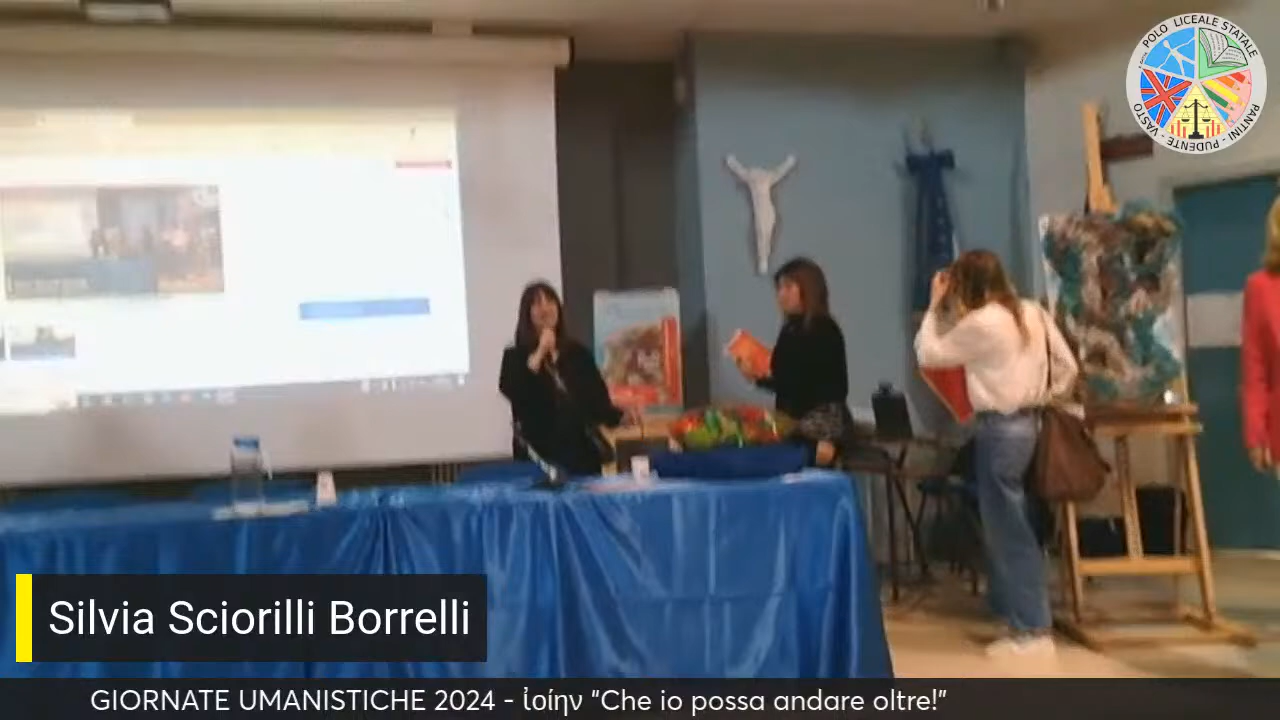 POLO LICEALE STATALE
PANTINI - PUDENTE - VASTO
Silvia Sciorilli Borrelli
GIORNATE UMANISTICHE 2024 - ἰοίην “Che io possa andare oltre!”